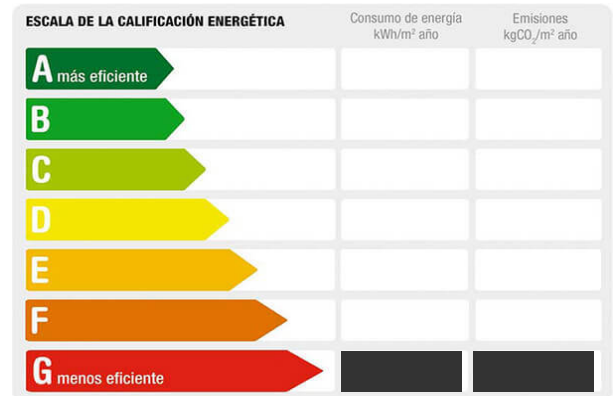 ESCALA DE LA CALIFICACIÓN ENERGÉTICA
Consumo de energía
kWh/m² año
Emisiones
kgCO₂/m² año
A más eficiente
B
C
D
E
F
G menos eficiente